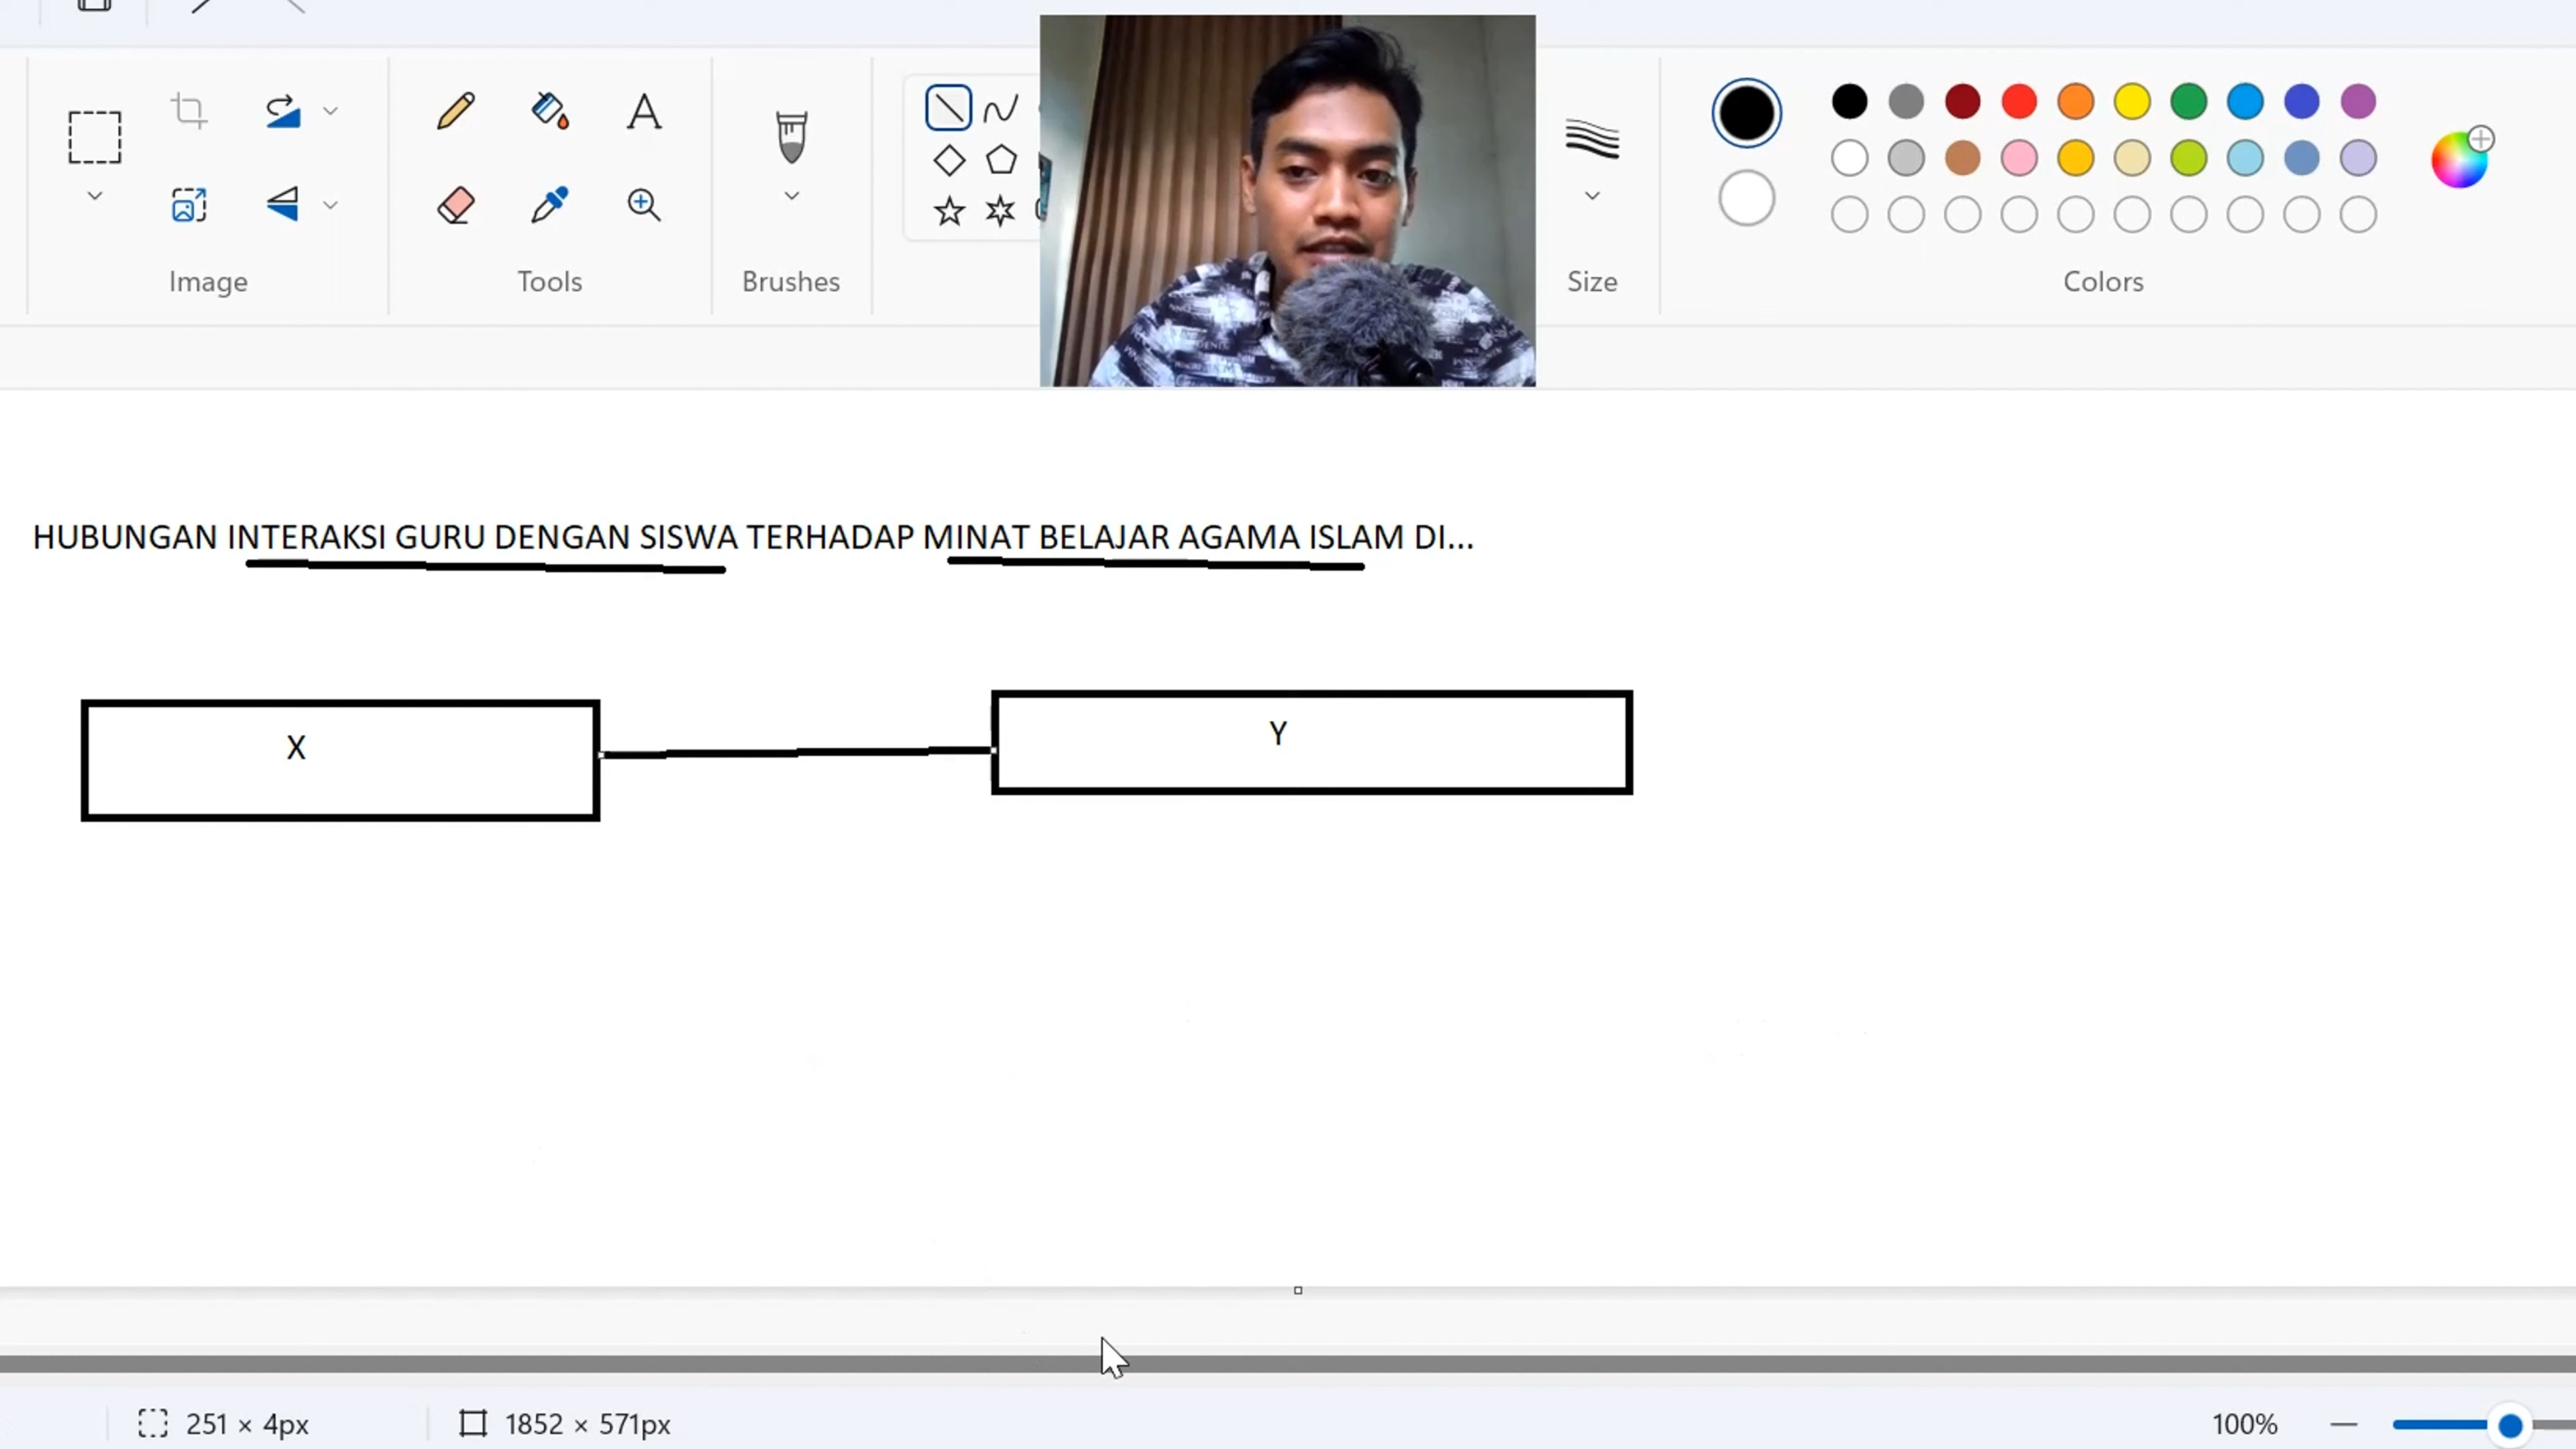 Image
Tools
Brushes
Size
Colors
HUBUNGAN INTERAKSI GURU DENGAN SISWA TERHADAP MINAT BELAJAR AGAMA ISLAM DI...
X
Y
251 × 4px
1852 × 571px
100%